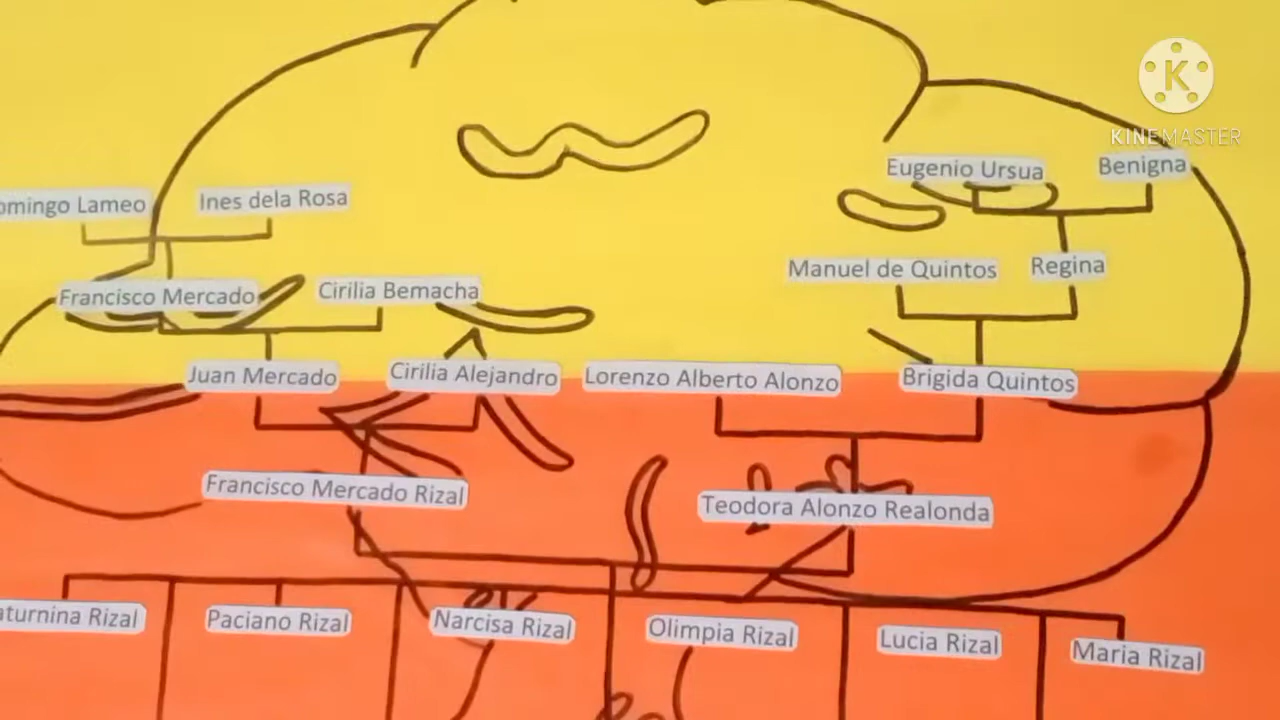 K
KINEMASTER
Eugenio Ursua
Benigna
omingo Lameo
Ines dela Rosa
Manuel de Quintos
Regina
Francisco Mercado
Cirilia Bemacha
Juan Mercado
Cirilia Alejandro
Lorenzo Alberto Alonzo
Brigida Quintos
Francisco Mercado Rizal
Teodora Alonzo Realonda
aturnina Rizal
Paciano Rizal
Narcisa Rizal
Olimpia Rizal
Lucia Rizal
Maria Rizal